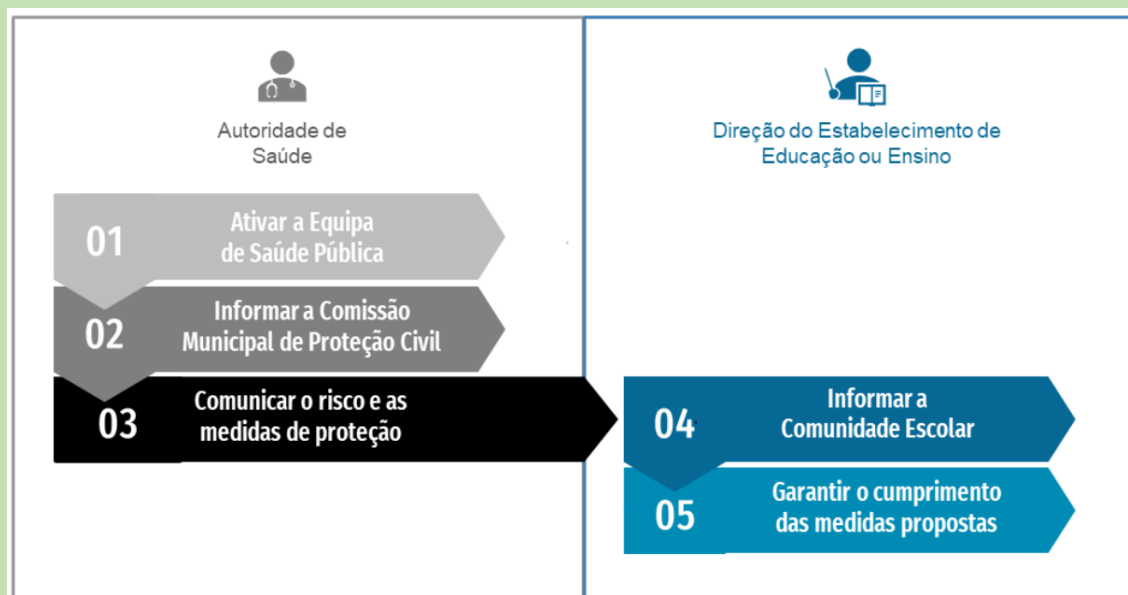 Autoridade de
Saúde
01
Ativar a Equipa
de Saúde Pública
02
Informar a Comissão
Municipal de Proteção Civil
03
Comunicar o risco e as
medidas de proteção
Direção do Estabelecimento de
Educação ou Ensino
04
Informar a
Comunidade Escolar
05
Garantir o cumprimento
das medidas propostas